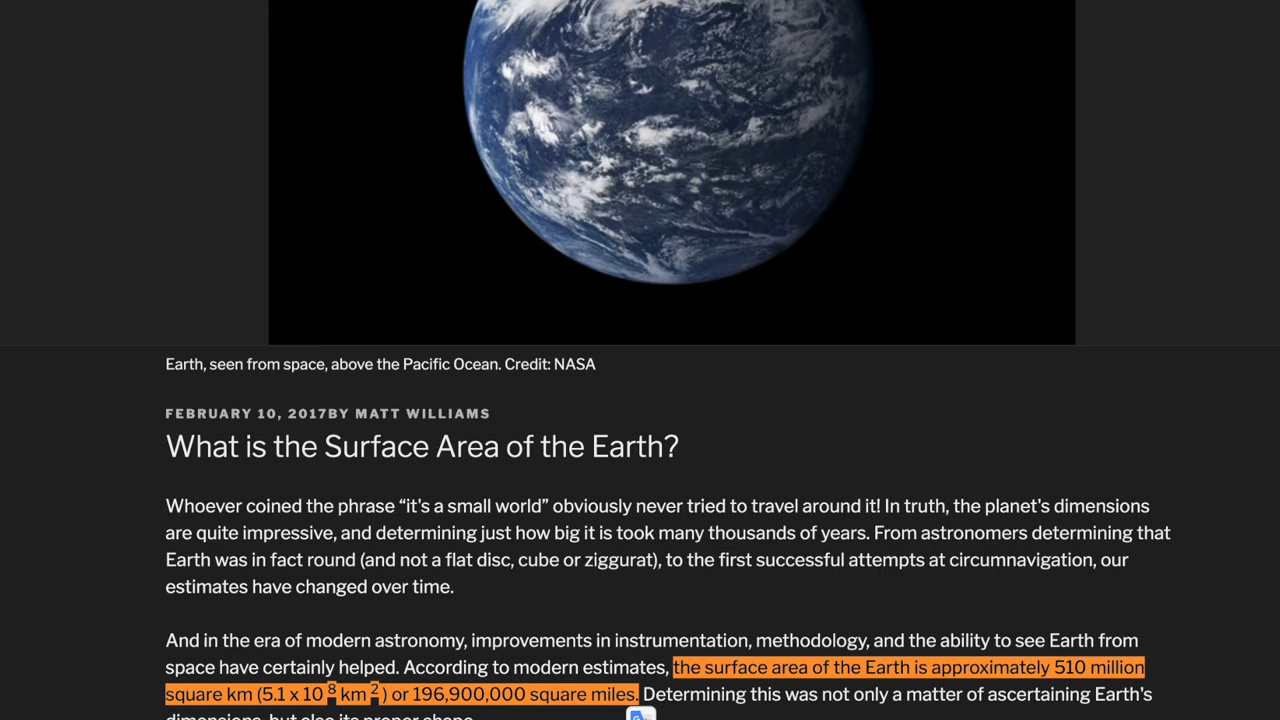 Earth, seen from space, above the Pacific Ocean. Credit: NASA
FEBRUARY 10, 2017BY MATT WILLIAMS
What is the Surface Area of the Earth?
Whoever coined the phrase “it's a small world” obviously never tried to travel around it! In truth, the planet's dimensions
are quite impressive, and determining just how big it is took many thousands of years. From astronomers determining that
Earth was in fact round (and not a flat disc, cube or ziggurat), to the first successful attempts at circumnavigation, our
estimates have changed over time.
And in the era of modern astronomy, improvements in instrumentation, methodology, and the ability to see Earth from
space have certainly helped. According to modern estimates, the surface area of the Earth is approximately 510 million
square km (5.1 x 10 8 km 2 ) or 196,900,000 square miles. Determining this was not only a matter of ascertaining Earth's
dimensions, but also its proper shape.